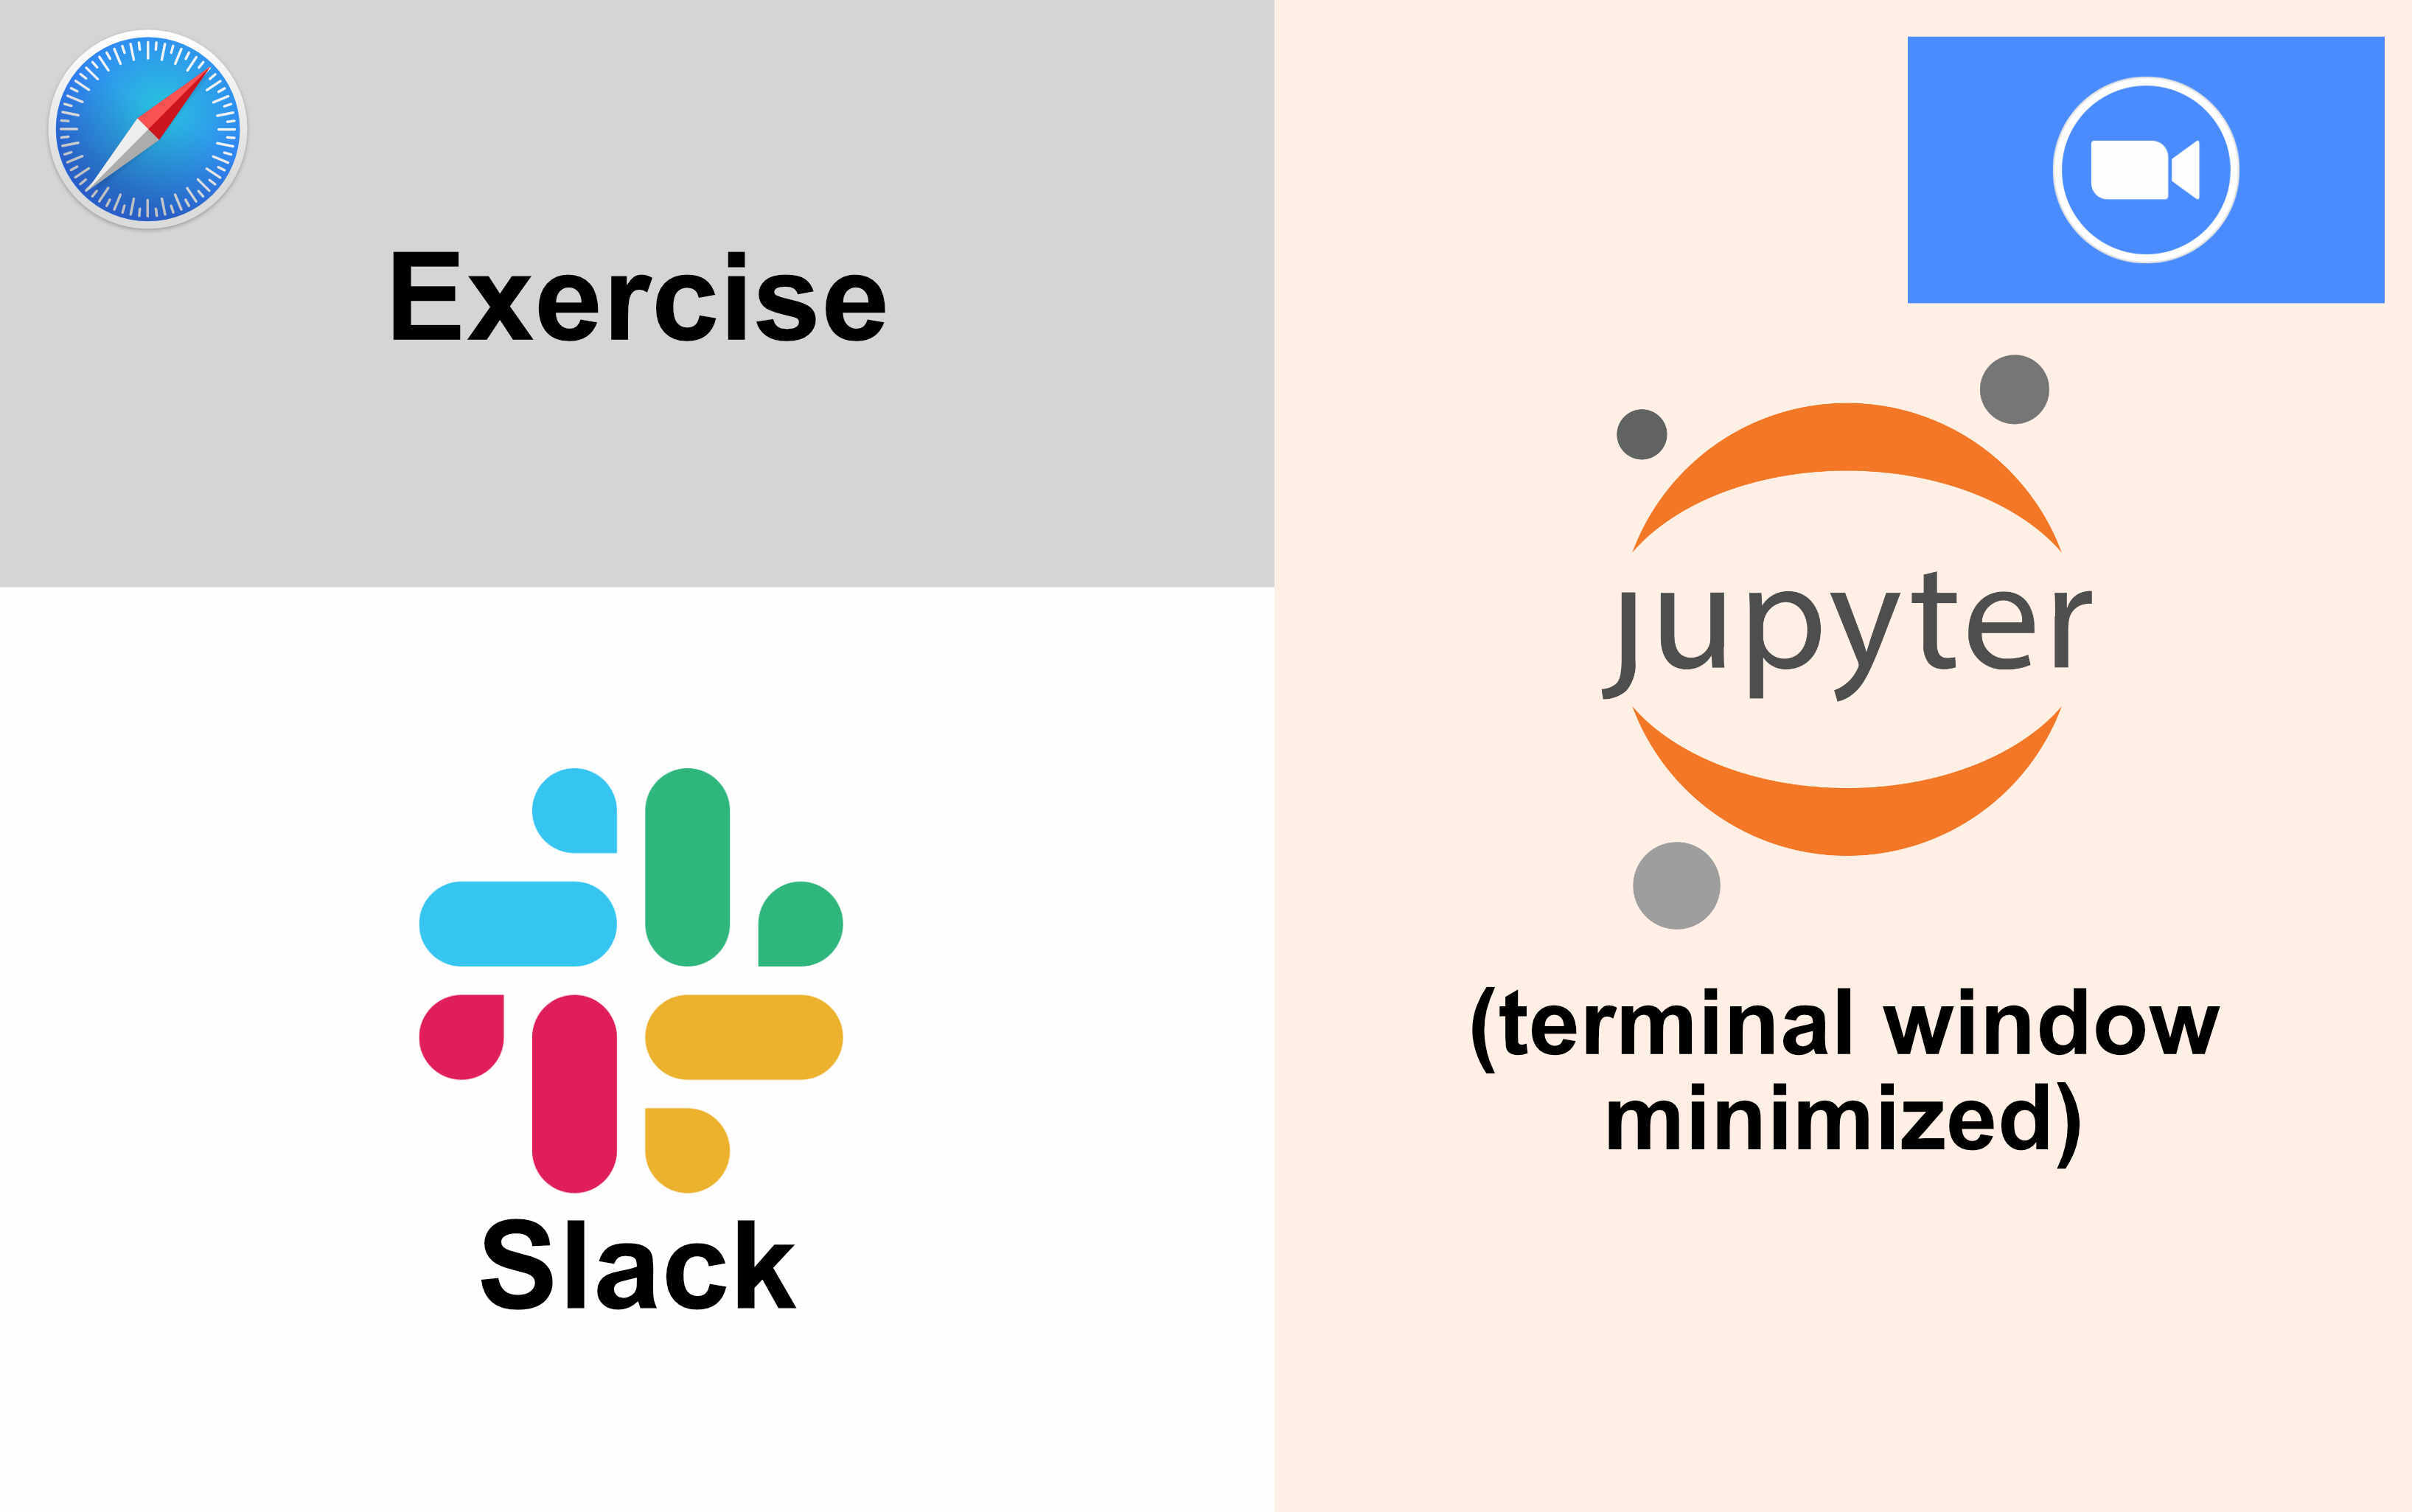 Exercise
Slack
jupyter
(terminal window
minimized)